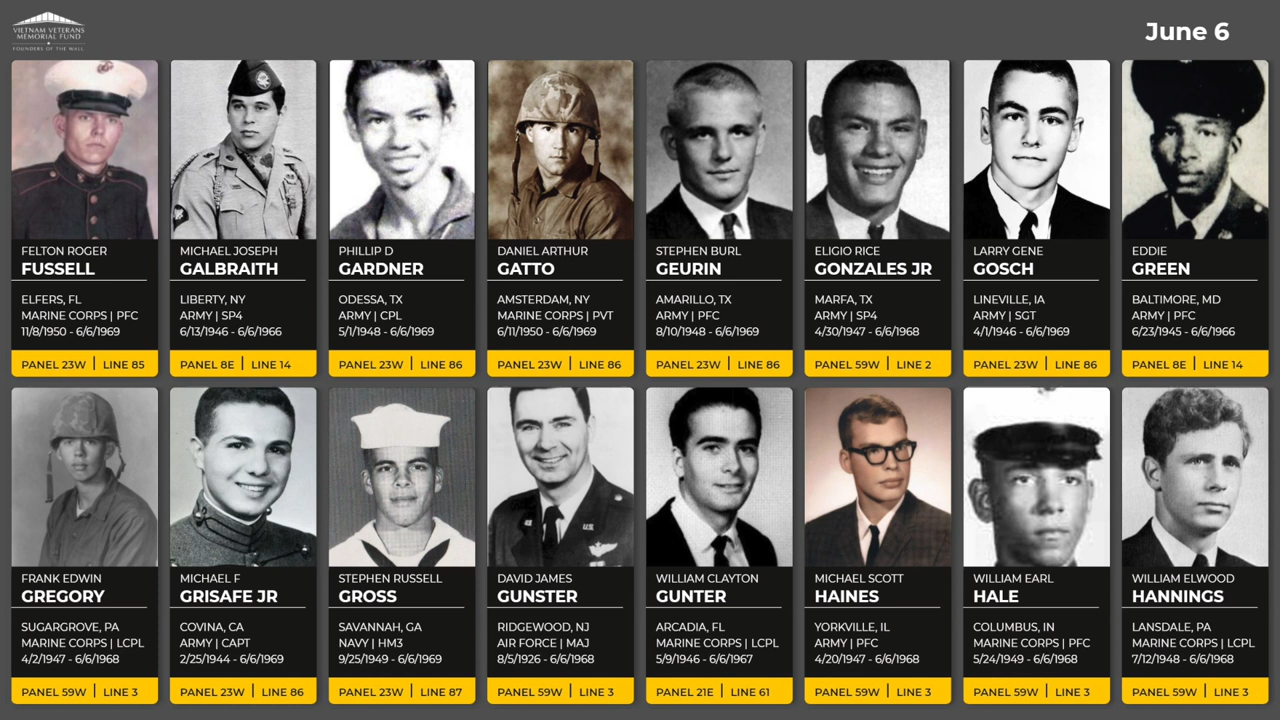 VIETNAM VETERANS
MEMORIAL FUND
FOUNDERS OF THE WALL
June 6
FELTON ROGER
FUSSELL
ELFERS, FL
MARINE CORPS | PFC
11/8/1950 - 6/6/1969
PANEL 23W | LINE 85
MICHAEL JOSEPH
GALBRAITH
LIBERTY, NY
ARMY | SP4
6/13/1946 - 6/6/1966
PANEL 8E | LINE 14
PHILLIP D
GARDNER
ODESSA, TX
ARMY | CPL
5/1/1948 - 6/6/1969
PANEL 23W | LINE 86
DANIEL ARTHUR
GATTO
AMSTERDAM, NY
MARINE CORPS | PVT
6/11/1950 - 6/6/1969
PANEL 23W | LINE 86
STEPHEN BURL
GEURIN
AMARILLO, TX
ARMY | PFC
8/10/1948 - 6/6/1969
PANEL 23W | LINE 86
ELIGIO RICE
GONZALES JR
MARFA, TX
ARMY | SP4
4/30/1947 - 6/6/1968
PANEL 59W | LINE 2
LARRY GENE
GOSCH
LINEVILLE, IA
ARMY | SGT
4/1/1946 - 6/6/1969
PANEL 23W | LINE 86
EDDIE
GREEN
BALTIMORE, MD
ARMY | PFC
6/23/1945 - 6/6/1966
PANEL 8E | LINE 14
FRANK EDWIN
GREGORY
SUGARGROVE, PA
MARINE CORPS | LCPL
4/2/1947 - 6/6/1968
PANEL 59W | LINE 3
MICHAEL F
GRISAFE JR
COVINA, CA
ARMY | CAPT
2/25/1944 - 6/6/1969
PANEL 23W | LINE 86
STEPHEN RUSSELL
GROSS
SAVANNAH, GA
NAVY | HM3
9/25/1949 - 6/6/1969
PANEL 23W | LINE 87
DAVID JAMES
GUNSTER
RIDGEWOOD, NJ
AIR FORCE | MAJ
8/5/1926 - 6/6/1968
PANEL 59W | LINE 3
WILLIAM CLAYTON
GUNTER
ARCADIA, FL
MARINE CORPS | LCPL
5/9/1946 - 6/6/1967
PANEL 21E | LINE 61
MICHAEL SCOTT
HAINES
YORKVILLE, IL
ARMY | PFC
4/20/1947 - 6/6/1968
PANEL 59W | LINE 3
WILLIAM EARL
HALE
COLUMBUS, IN
MARINE CORPS | PFC
5/24/1949 - 6/6/1968
PANEL 59W | LINE 3
WILLIAM ELWOOD
HANNINGS
LANSDALE, PA
MARINE CORPS | LCPL
7/12/1948 - 6/6/1968
PANEL 59W | LINE 3